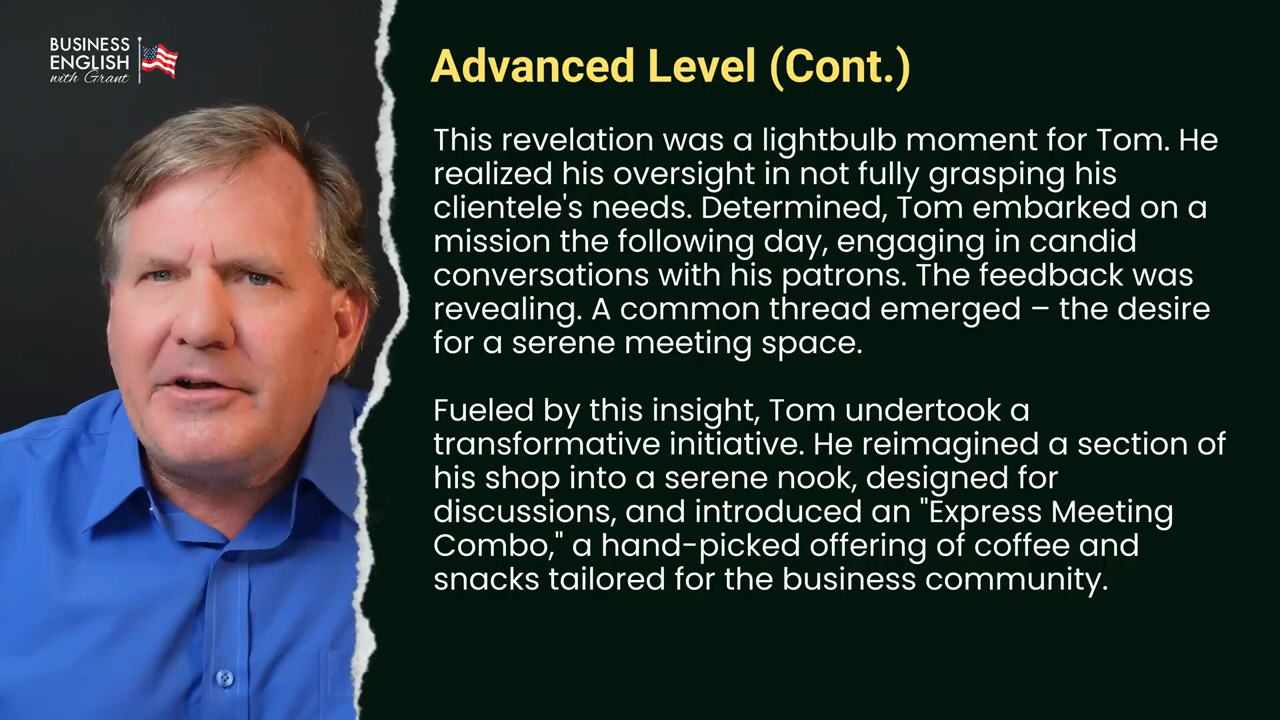 BUSINESS
ENGLISH
with Grant
Advanced Level (Cont.)
This revelation was a lightbulb moment for Tom. He
realized his oversight in not fully grasping his
clientele's needs. Determined, Tom embarked on a
mission the following day, engaging in candid
conversations with his patrons. The feedback was
revealing. A common thread emerged – the desire
for a serene meeting space.
Fueled by this insight, Tom undertook a
transformative initiative. He reimagined a section of
his shop into a serene nook, designed for
discussions, and introduced an "Express Meeting
Combo," a hand-picked offering of coffee and
snacks tailored for the business community.